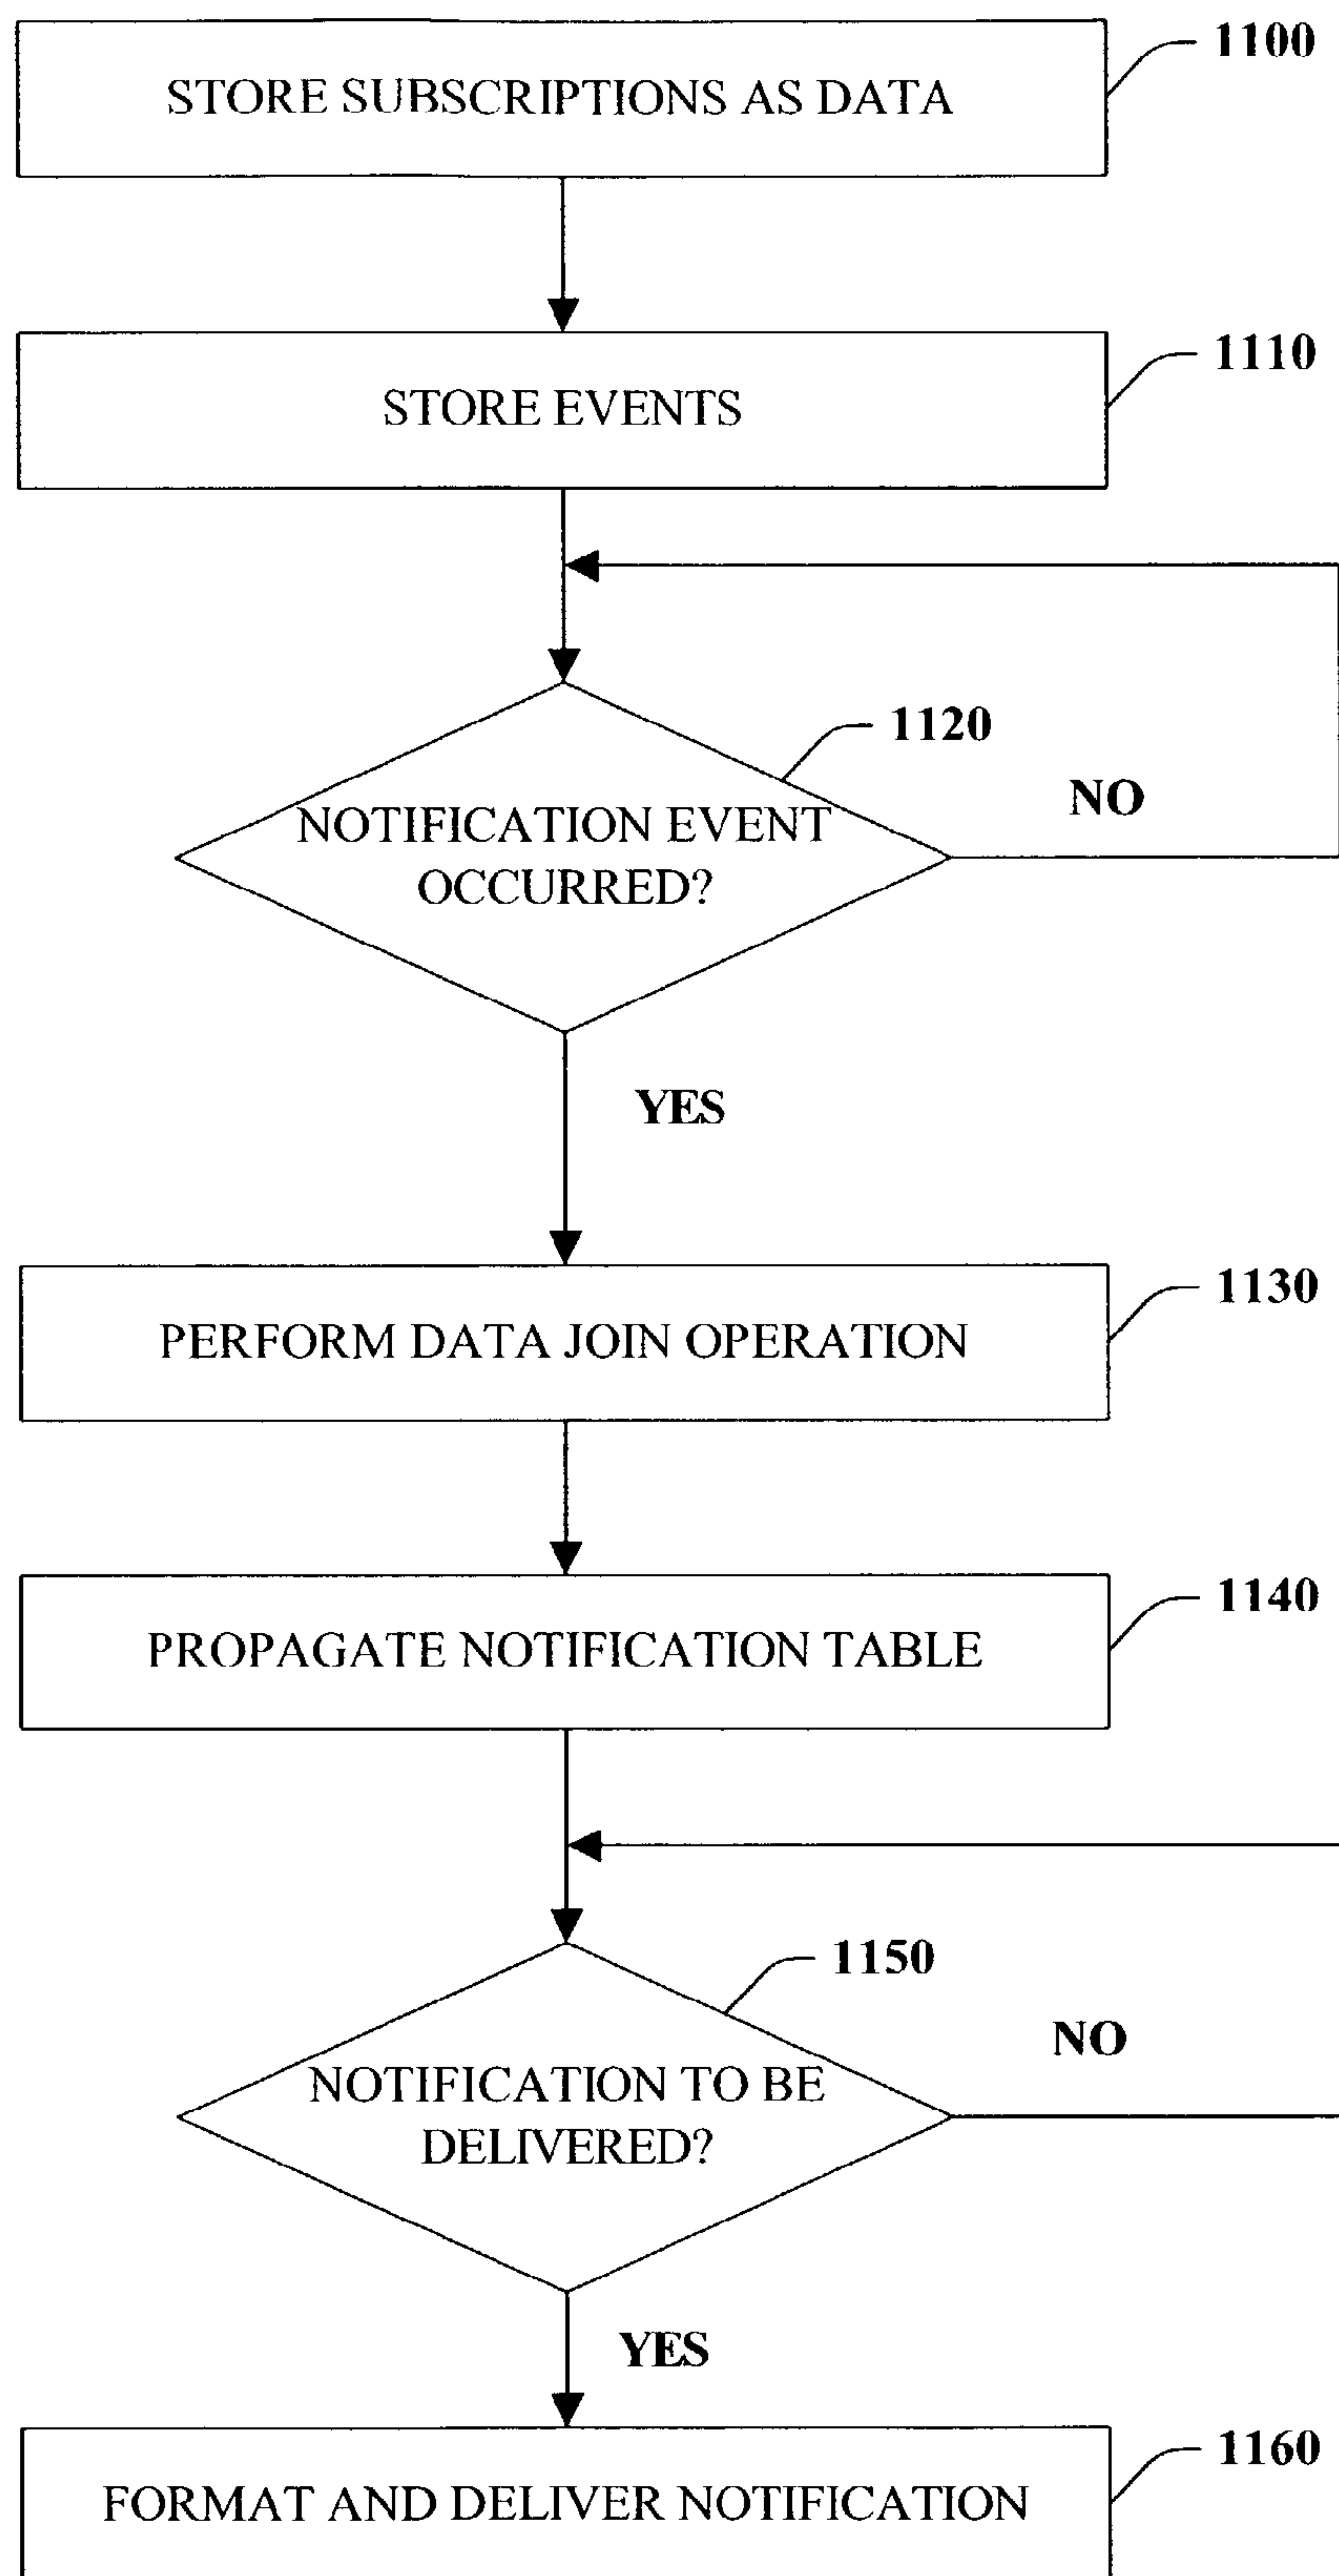 1100
STORE SUBSCRIPTIONS AS DATA
1110
STORE EVENTS
1120
NO
NOTIFICATION EVENT
OCCURRED?
YES
1130
PERFORM DATA JOIN OPERATION
1140
PROPAGATE NOTIFICATION TABLE
1150
NO
NOTIFICATION TO BE
DELIVERED?
YES
1160
FORMAT AND DELIVER NOTIFICATION